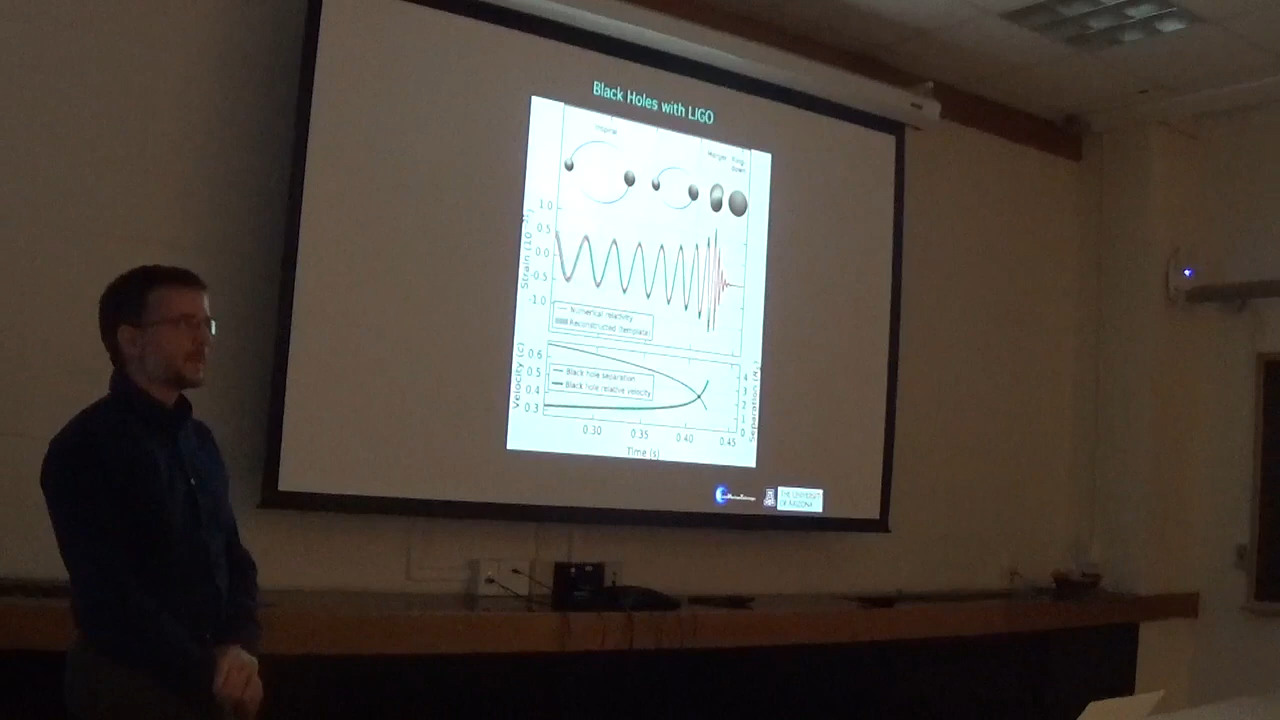 Black Holes with LIGO
Inspiral
Merger Ring-
down
Strain (10⁻²¹)
1.0
0.5
0.0
-0.5
-1.0
Numerical relativity
Reconstructed (template)
Velocity (c)
0.6
0.5
0.4
0.3
Black hole separation
Black hole relative velocity
4
3
2
1
0
Separation (R
0.30
0.35
0.40
0.45
Time (s)
THE UNIVERSITY
OF ARIZONA